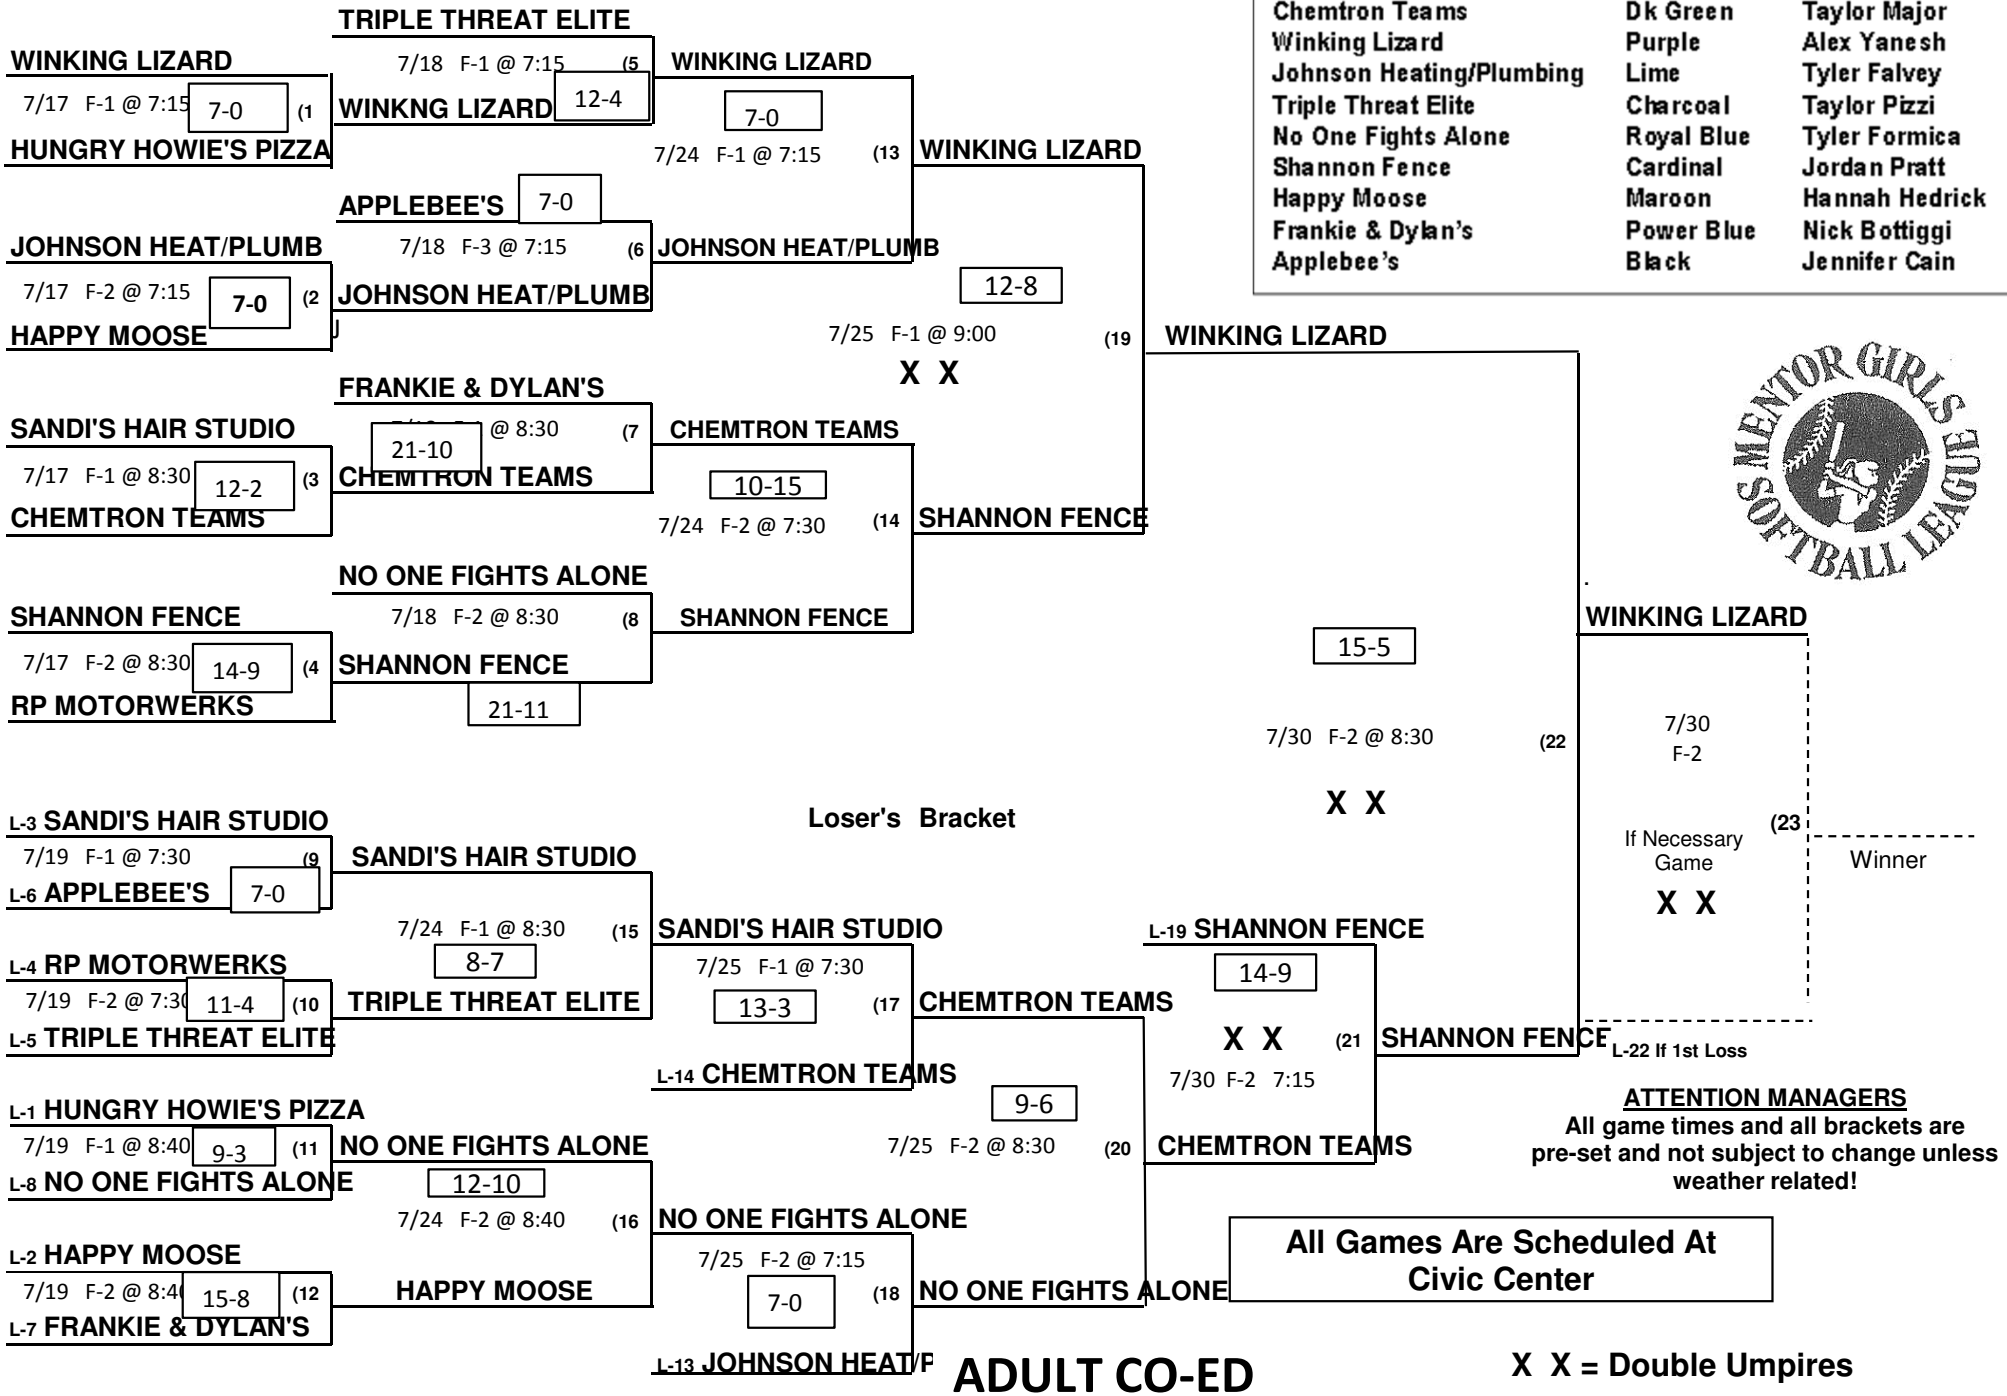 TRIPLE THREAT ELITE
WINKING LIZARD
7/18 F-1 @ 7:15 (5
WINKING LIZARD
7/17 F-1 @ 7:15 7-0 (1
WINKNG LIZARD 12-4
7-0
HUNGRY HOWIE'S PIZZA
7/24 F-1 @ 7:15 (13 WINKING LIZARD
APPLEBEE'S 7-0
JOHNSON HEAT/PLUMB
7/18 F-3 @ 7:15 (6 JOHNSON HEAT/PLUMB
7/17 F-2 @ 7:15 7-0 (2
JOHNSON HEAT/PLUMB
12-8
HAPPY MOOSE
7/25 F-1 @ 9:00 (19 WINKING LIZARD
X X
FRANKIE & DYLAN'S
SANDI'S HAIR STUDIO
21-10 @ 8:30 (7 CHEMTRON TEAMS
7/17 F-1 @ 8:30 12-2 (3 CHEMTRON TEAMS
10-15
CHEMTRON TEAMS
7/24 F-2 @ 7:30 (14 SHANNON FENCE
NO ONE FIGHTS ALONE
SHANNON FENCE
7/18 F-2 @ 8:30 (8 SHANNON FENCE
7/17 F-2 @ 8:30 14-9 (4 SHANNON FENCE
RP MOTORWERKS
21-11
Chemtron Teams Dk Green Taylor Major
Winking Lizard Purple Alex Yanesh
Johnson Heating/Plumbing Lime Tyler Falvey
Triple Threat Elite Charcoal Taylor Pizzi
No One Fights Alone Royal Blue Tyler Formica
Shannon Fence Cardinal Jordan Pratt
Happy Moose Maroon Hannah Hedrick
Frankie & Dylan's Power Blue Nick Bottiggi
Applebee's Black Jennifer Cain
MENTOR GIRLS
SOFTBALL LEAGUE
WINKING LIZARD
15-5
7/30 F-2 @ 8:30 (22
X X
7/30
F-2
If Necessary
Game
(23
X X
Winner
Loser's Bracket
L-3 SANDI'S HAIR STUDIO
7/19 F-1 @ 7:30 (9 SANDI'S HAIR STUDIO
L-6 APPLEBEE'S 7-0
7/24 F-1 @ 8:30 (15 SANDI'S HAIR STUDIO
8-7
L-4 RP MOTORWERKS
7/19 F-2 @ 7:30 11-4 (10 TRIPLE THREAT ELITE
L-5 TRIPLE THREAT ELITE
7/25 F-1 @ 7:30
13-3 (17 CHEMTRON TEAMS
L-14 CHEMTRON TEAMS
L-19 SHANNON FENCE
14-9
X X (21 SHANNON FENCE
7/30 F-2 7:15
L-22 If 1st Loss
L-1 HUNGRY HOWIE'S PIZZA
7/19 F-1 @ 8:40 9-3 (11 NO ONE FIGHTS ALONE
L-8 NO ONE FIGHTS ALONE
12-10
7/24 F-2 @ 8:40 (16 NO ONE FIGHTS ALONE
9-6
7/25 F-2 @ 8:30 (20 CHEMTRON TEAMS
L-2 HAPPY MOOSE
7/19 F-2 @ 8:40 15-8 (12 HAPPY MOOSE
L-7 FRANKIE & DYLAN'S
7/25 F-2 @ 7:15
7-0 (18 NO ONE FIGHTS ALONE
L-13 JOHNSON HEAT/P
ATTENTION MANAGERS
All game times and all brackets are
pre-set and not subject to change unless
weather related!
All Games Are Scheduled At
Civic Center
ADULT CO-ED
X X = Double Umpires